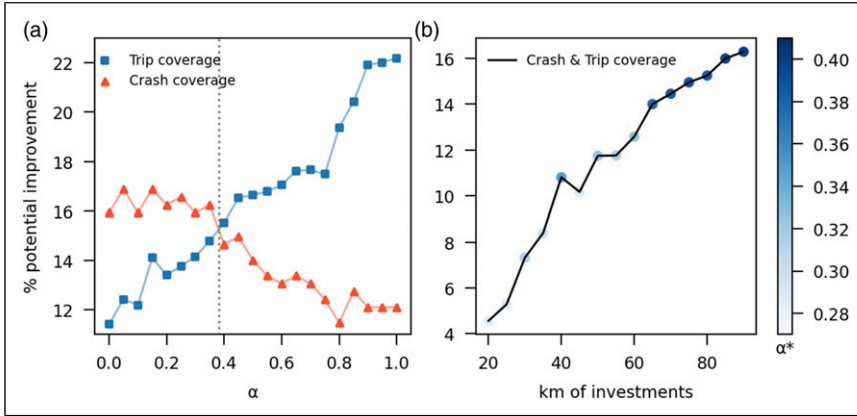 (a)
Trip coverage
Crash coverage
% potential improvement
22
20
18
16
14
12
0.0 0.2 0.4 0.6 0.8 1.0
α
(b)
Crash & Trip coverage
16
14
12
10
8
6
4
20 40 60 80
km of investments
0.40
0.38
0.36
0.34
0.32
0.30
0.28
α*